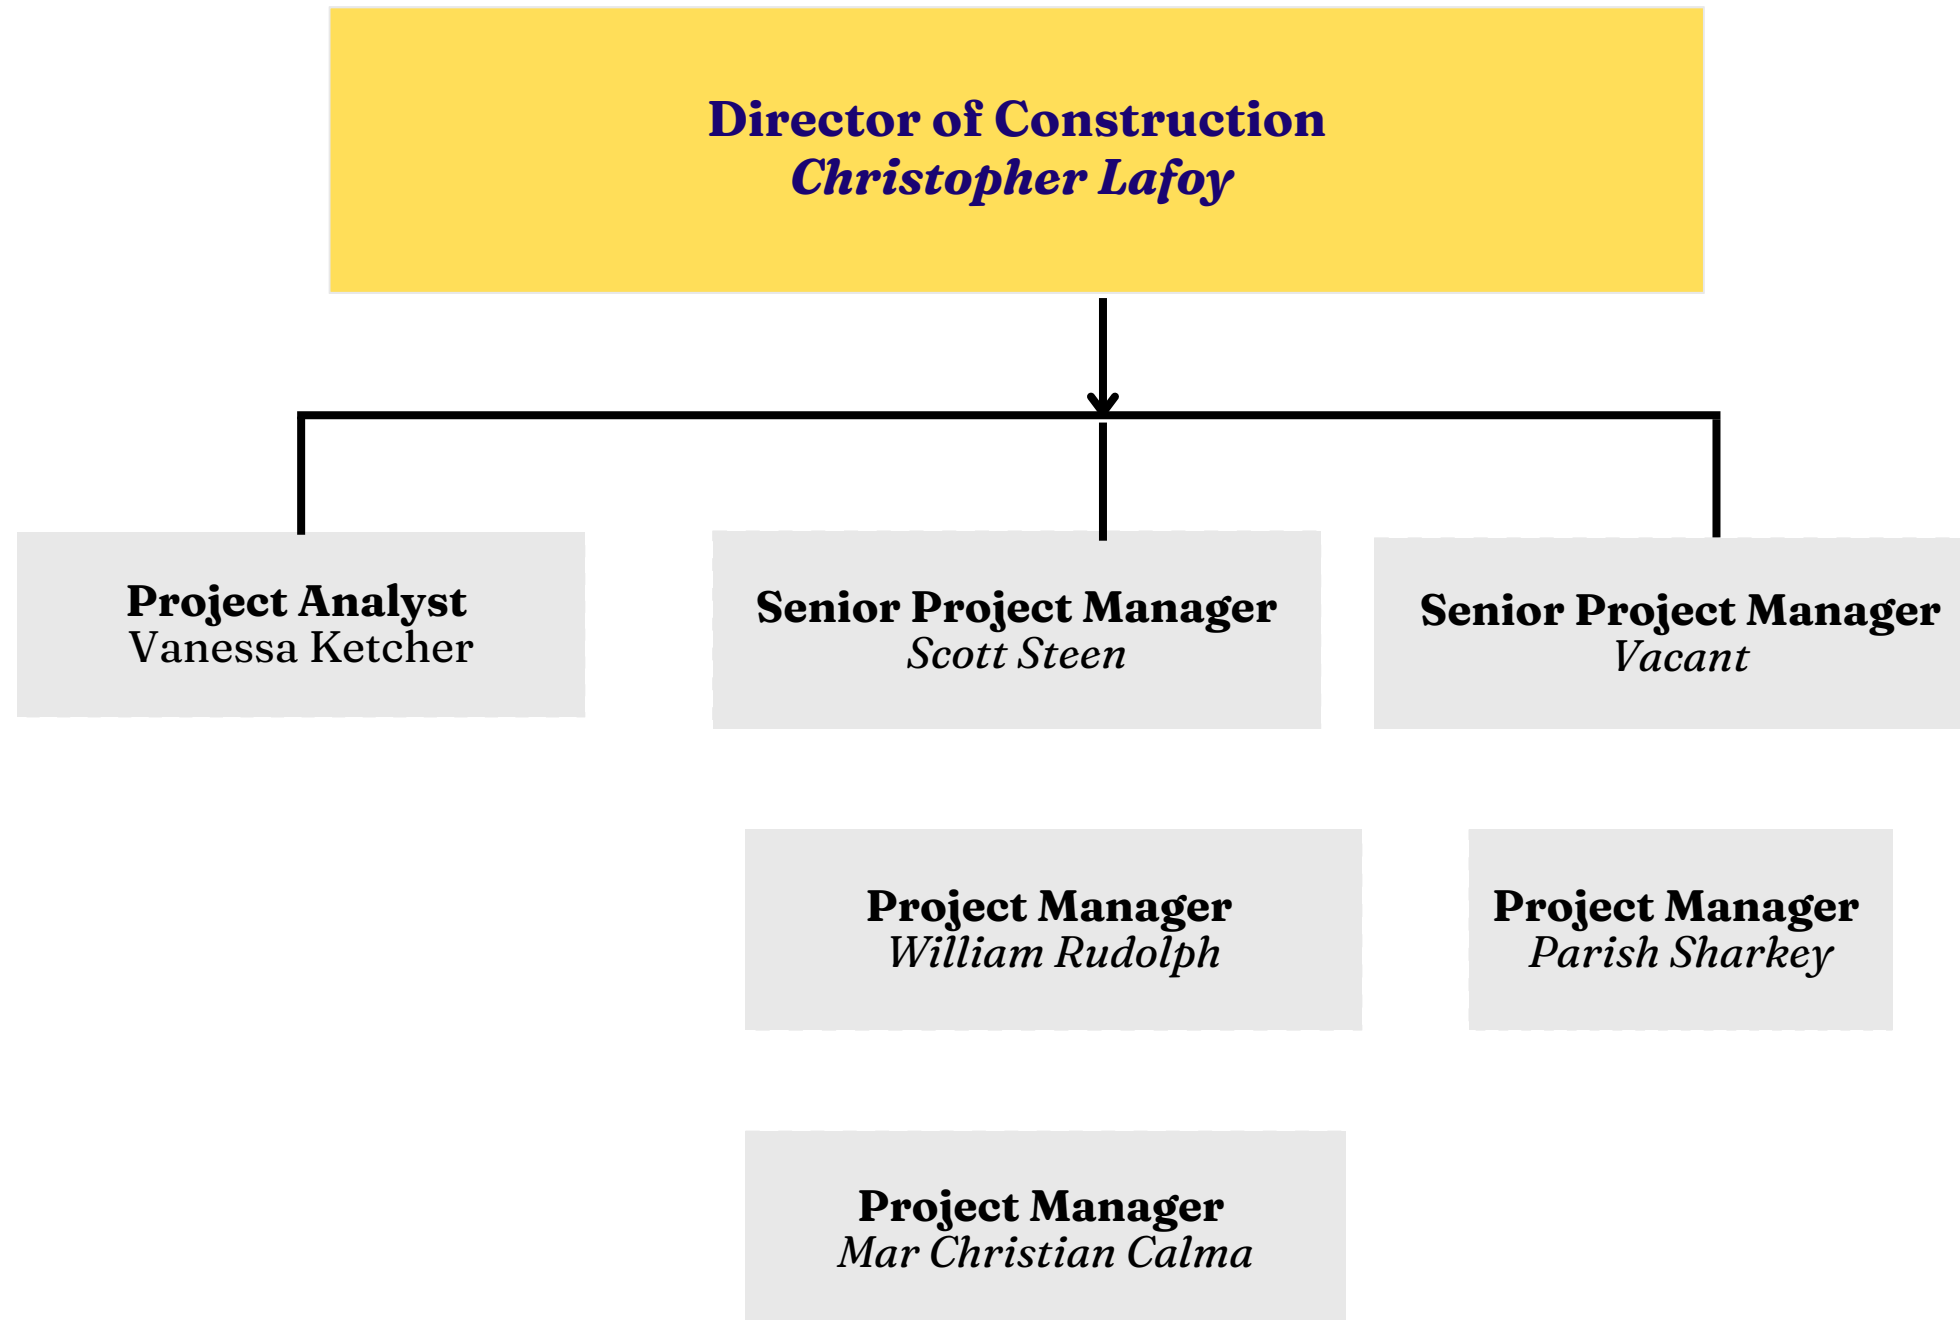 Director of Construction
Christopher Lafoy
Project Analyst
Vanessa Ketcher
Senior Project Manager
Scott Steen
Senior Project Manager
Vacant
Project Manager
William Rudolph
Project Manager
Parish Sharkey
Project Manager
Mar Christian Calma